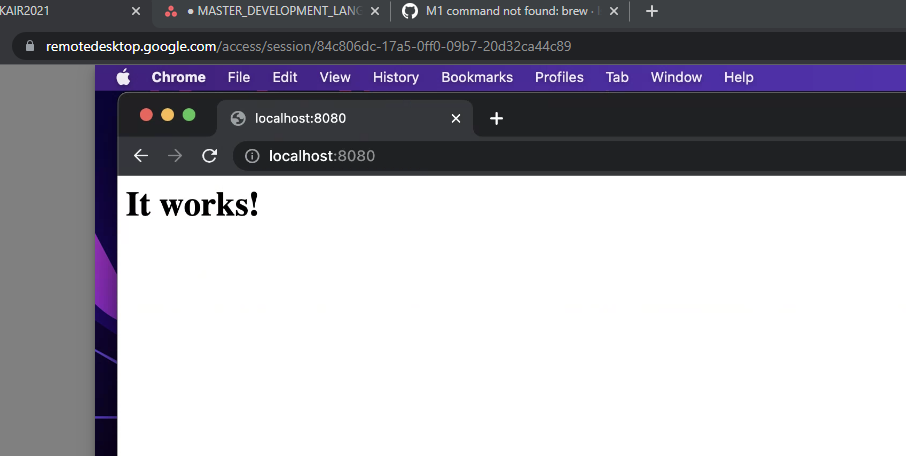 KAIR2021 ● MASTER_DEVELOPMENT_LAN M1 command not found: brew ·
remotedesktop.google.com/access/session/84c806dc-17a5-0ff0-09b7-20d32ca44c89
Chrome File Edit View History Bookmarks Profiles Tab Window Help
localhost:8080
localhost:8080
It works!